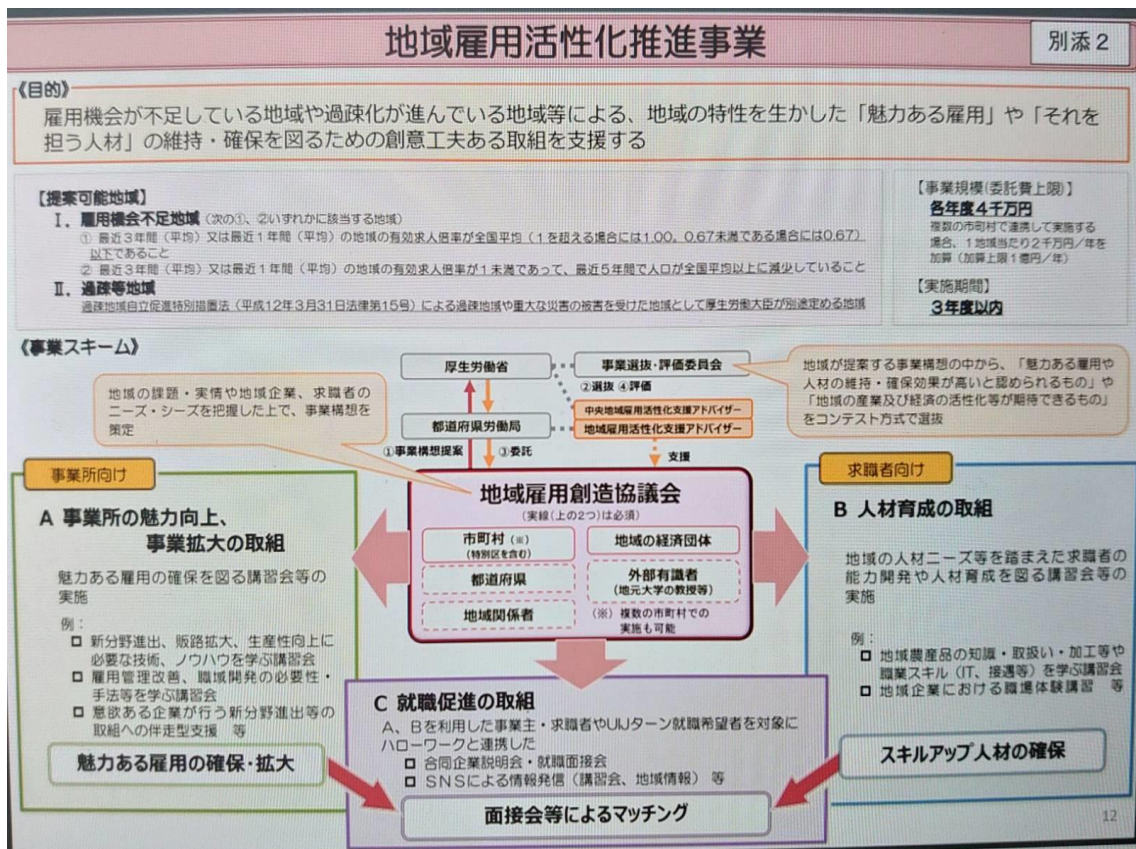 地域雇用活性化推進事業
別添２
《目的》
雇用機会が不足している地域や過疎化が進んでいる地域等による、地域の特性を生かした「魅力ある雇用」や「それを
担う人材」の維持・確保を図るための創意工夫ある取組を支援する
【提案可能地域】
Ⅰ．雇用機会不足地域（次の①、②いずれかに該当する地域）
① 最近３年間（平均）又は最近１年間（平均）の地域の有効求人倍率が全国平均（１を超える場合には1.00。0.67未満である場合には0.67）
以下であること
② 最近３年間（平均）又は最近１年間（平均）の地域の有効求人倍率が１未満であって、最近５年間で人口が全国平均以上に減少していること
Ⅱ．過疎等地域
過疎地域自立促進特別措置法（平成12年３月31日法律第15号）による過疎地域や重大な災害の被害を受けた地域として厚生労働大臣が別途定める地域
【事業規模(委託費上限)】
各年度４千万円
複数の市町村で連携して実施する
場合、１地域当たり２千万円／年を
加算（加算上限１億円／年）
【実施期間】
３年度以内
《事業スキーム》
地域の課題・実情や地域企業、求職者の
ニーズ・シーズを把握した上で、事業構想を
策定
厚生労働省
都道府県労働局
①事業構想提案
③委託
事業選抜・評価委員会
②選抜 ④評価
中央地域雇用活性化支援アドバイザー
地域雇用活性化支援アドバイザー
支援
地域が提案する事業構想の中から、「魅力ある雇用や
人材の維持・確保効果が高いと認められるもの」や
「地域の産業及び経済の活性化等が期待できるもの」
をコンテスト方式で選抜
事業所向け
A 事業所の魅力向上、
事業拡大の取組
魅力ある雇用の確保を図る講習会等の
実施
例：
□ 新分野進出、販路拡大、生産性向上に
必要な技術、ノウハウを学ぶ講習会
□ 雇用管理改善、職域開発の必要性・
手法等を学ぶ講習会
□ 意欲ある企業が行う新分野進出等の
取組への伴走型支援 等
魅力ある雇用の確保・拡大
地域雇用創造協議会
(実線(上の2つ)は必須)
市町村（※）
(特別区を含む)
地域の経済団体
都道府県
外部有識者
(地元大学の教授等)
地域関係者
（※）複数の市町村での
実施も可能
求職者向け
B 人材育成の取組
地域の人材ニーズ等を踏まえた求職者の
能力開発や人材育成を図る講習会等の
実施
例：
□ 地域農産品の知識・取扱い・加工等や
職業スキル（IT、接遇等）を学ぶ講習会
□ 地域企業における職場体験講習 等
スキルアップ人材の確保
C 就職促進の取組
A、Bを利用した事業主・求職者やUIJターン就職希望者を対象に
ハローワークと連携した
□ 合同企業説明会・就職面接会
□ ＳＮＳによる情報発信（講習会、地域情報）等
面接会等によるマッチング
12